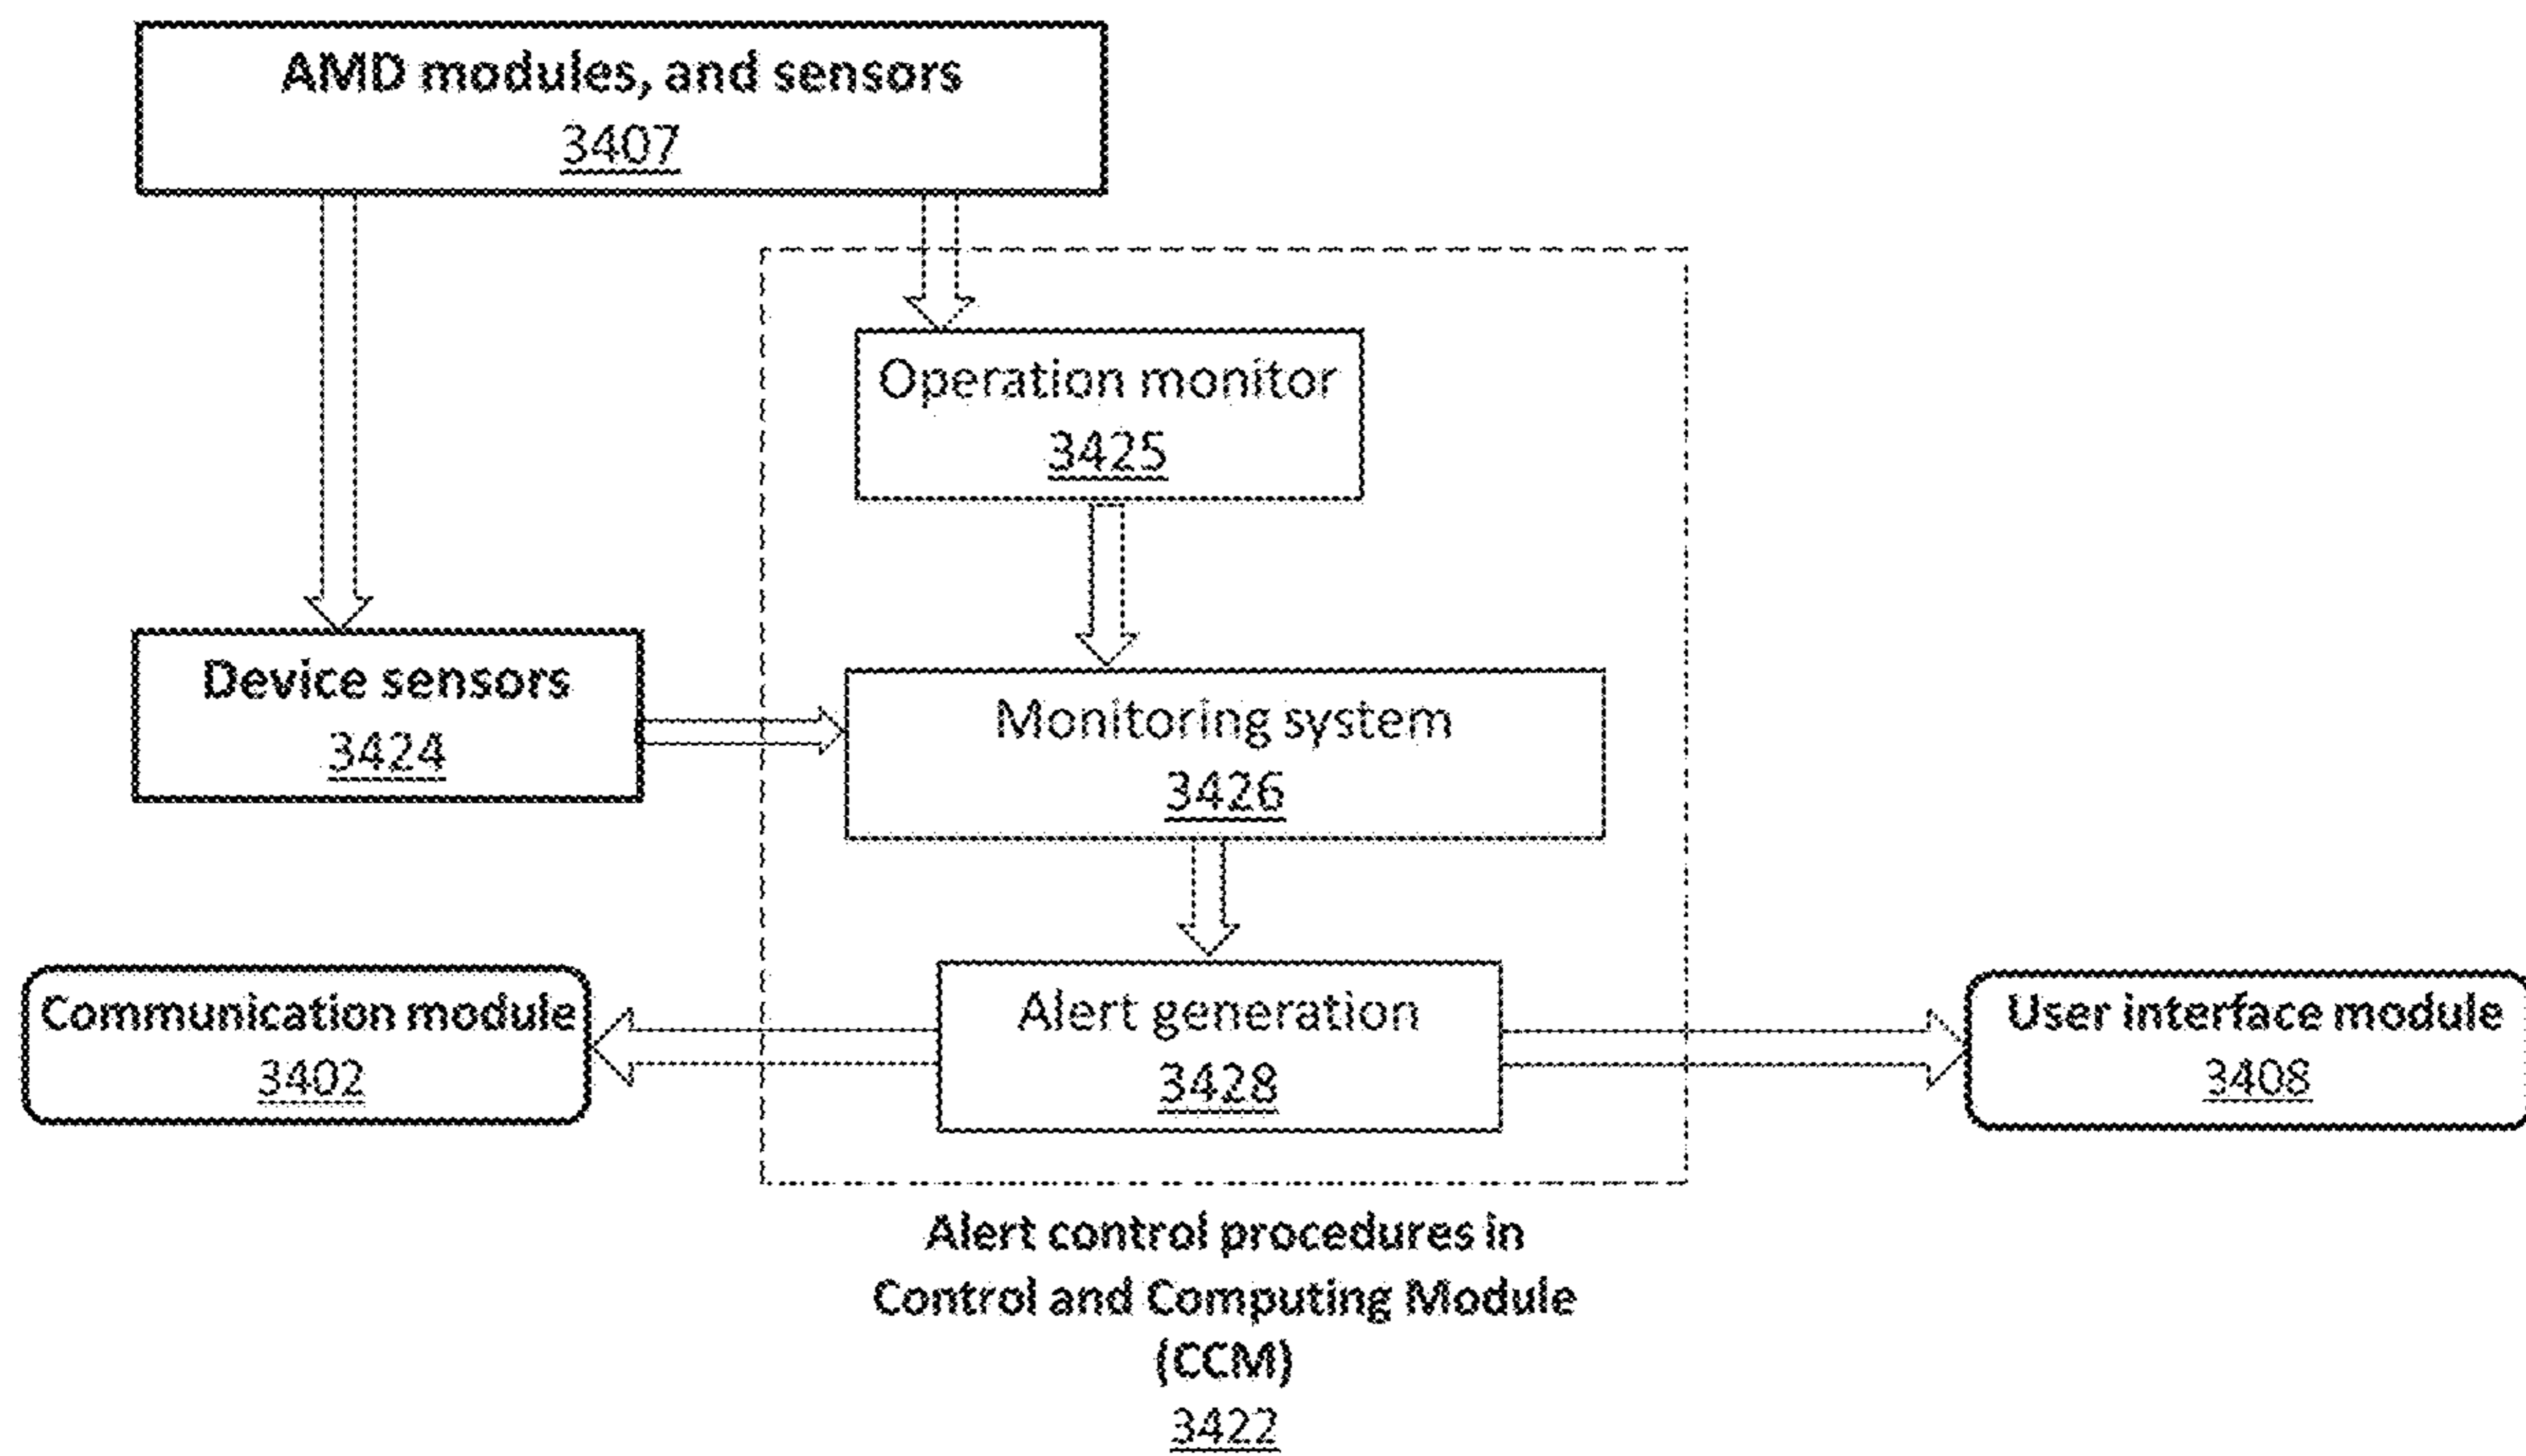 AMD modules, and sensors
3407
Operation monitor
3425
Device sensors
3424
Monitoring system
3426
Communication module
3402
Alert generation
3428
User interface module
3408
Alert control procedures in
Control and Computing Module
(CCM)
3422